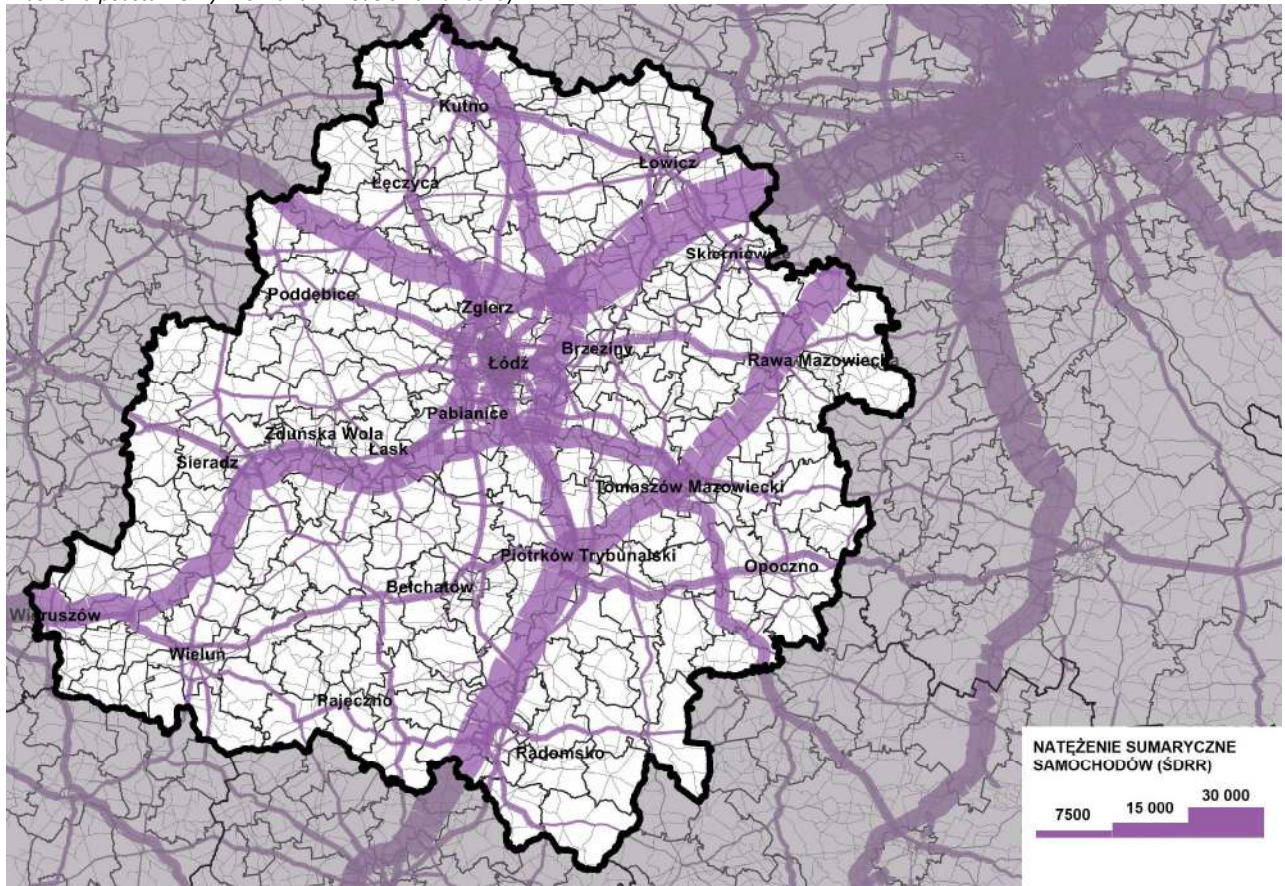 Kutno
Łowicz
Łęczyca
Skierniewi
Poddębice
Zgierz
Brzeziny
Łódź
Rawa Mazowiecka
Pabianice
Zduńska Wola
Łask
Sieradz
Tomaszów Mazowiecki
Piotrków Trybunalski
Opoczno
Bełchatów
Wieruszów
Wieluń
Pajęczno
Radomsko
NATĘŻENIE SUMARYCZNE
SAMOCHODÓW (ŚDRR)
7500 15 000 30 000